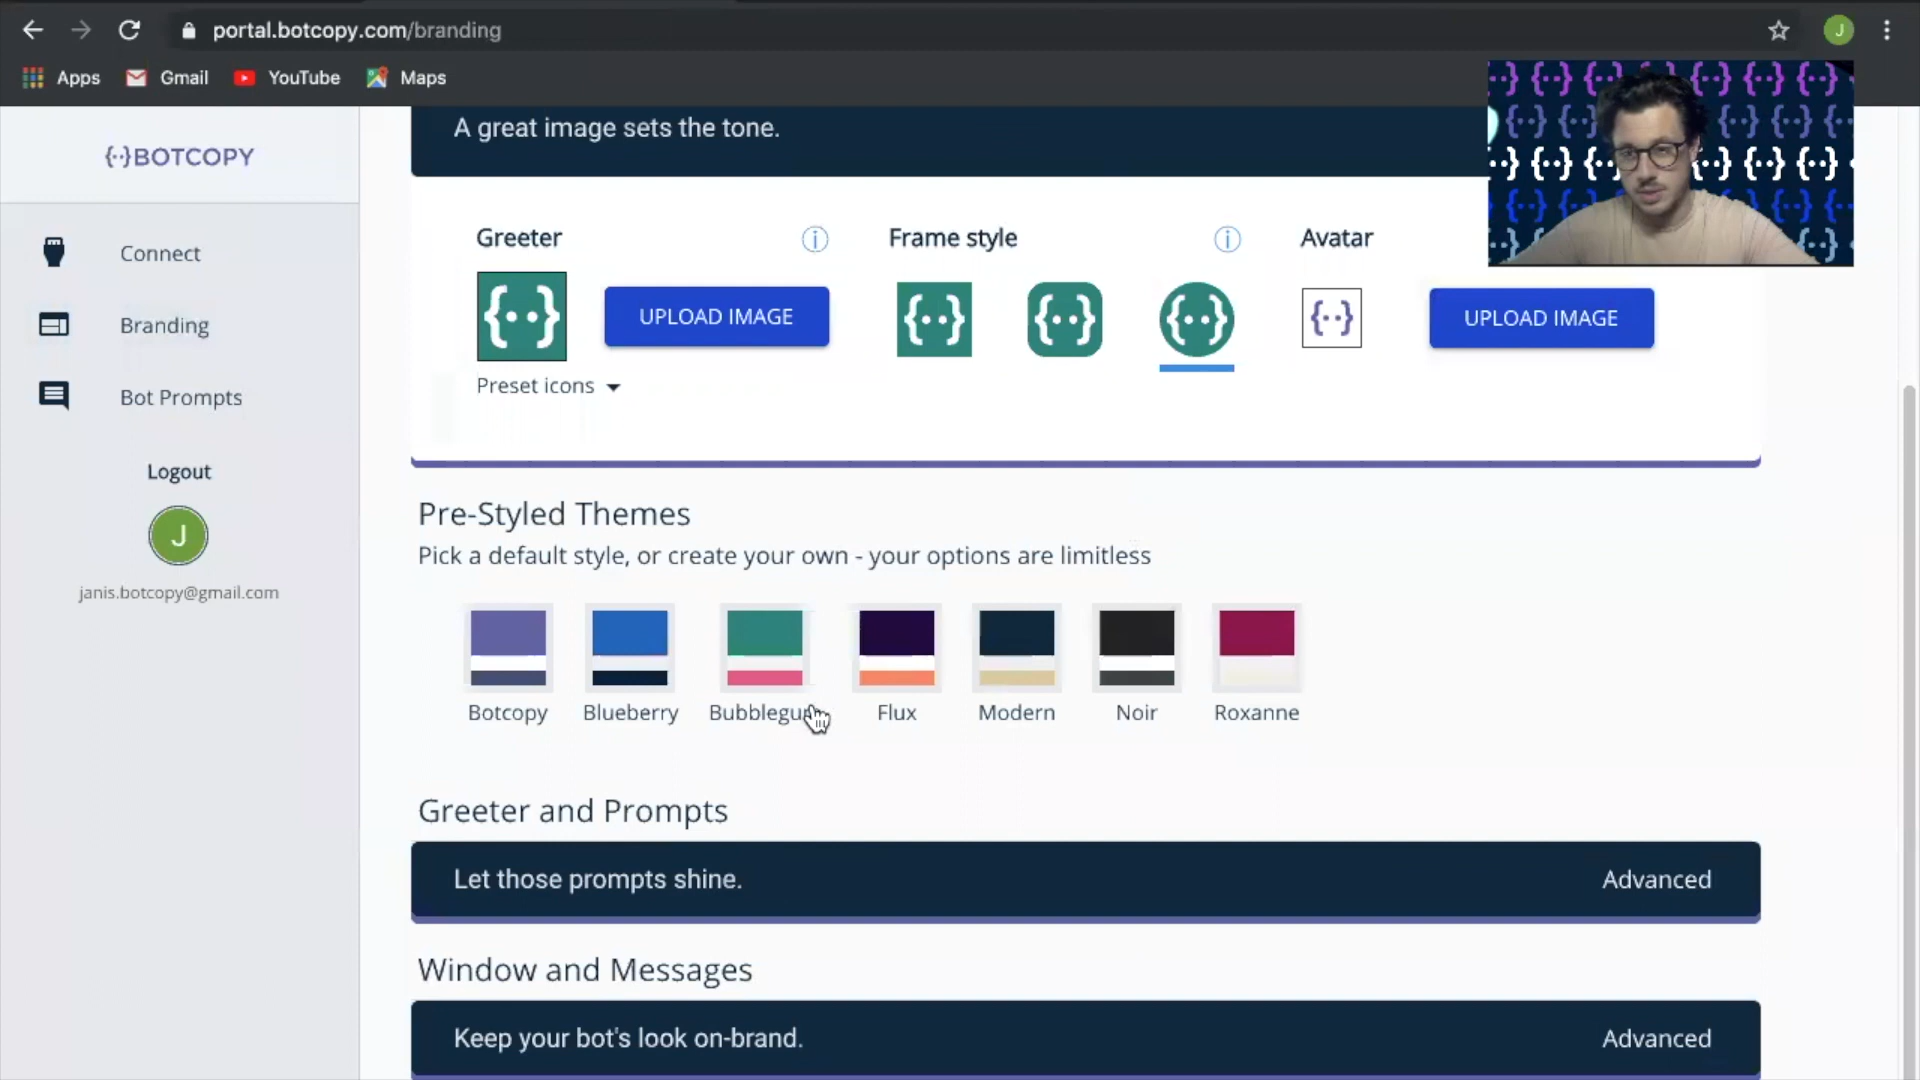 portal.botcopy.com/branding
J
Apps
Gmail
YouTube
Maps
A great image sets the tone.
{··}BOTCOPY
Connect
Branding
Bot Prompts
Logout
J
janis.botcopy@gmail.com
Greeter
Frame style
Avatar
UPLOAD IMAGE
UPLOAD IMAGE
Preset icons
Pre-Styled Themes
Pick a default style, or create your own - your options are limitless
Botcopy
Blueberry
Bubblegum
Flux
Modern
Noir
Roxanne
Greeter and Prompts
Let those prompts shine.
Advanced
Window and Messages
Keep your bot's look on-brand.
Advanced